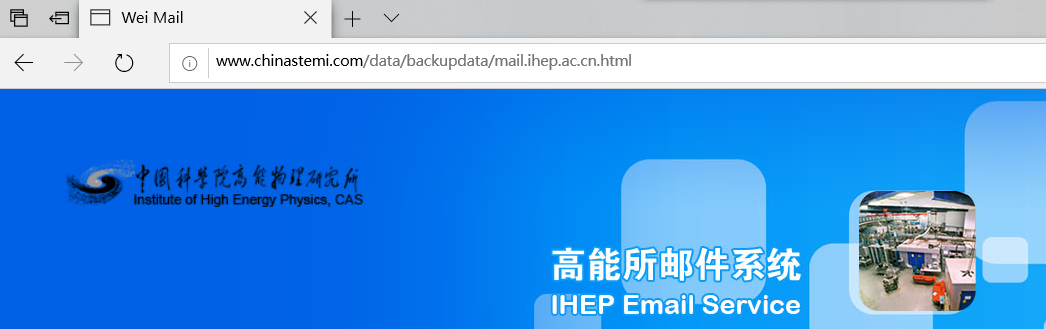 Wei Mail
www.chinastemi.com/data/backupdata/mail.ihep.ac.cn.html
中国科学院高能物理研究所
Institute of High Energy Physics, CAS
高能所邮件系统
IHEP Email Service